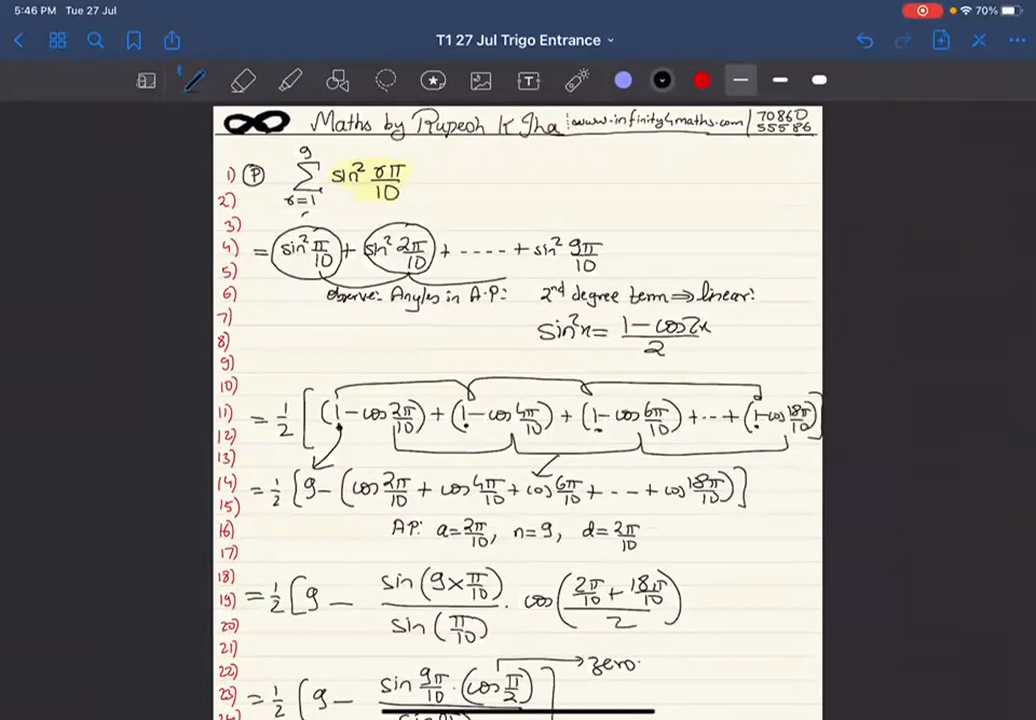 5:46 PM Tue 27 Jul
70%
T1 27 Jul Trigo Entrance
∞ Maths by Rupesh K Jha www.infinity4maths.com / 70860 55586
1) (P) Σ_{r=1}^{9} sin² rπ/10
2)
3)
4) = sin² π/10 + sin² 2π/10 + ---- + sin² 9π/10
5)
6) observe: Angles in A.P: 2nd degree term ⇒ linear:
7) sin²x = (1 - cos2x)/2
8)
9)
10)
11) = 1/2 [(1 - cos 2π/10) + (1 - cos 4π/10) + (1 - cos 6π/10) + --- + (1 - cos 18π/10)]
12)
13)
14) = 1/2 [9 - (cos 2π/10 + cos 4π/10 + cos 6π/10 + --- + cos 18π/10)]
15)
16) AP: a = 2π/10, n = 9, d = 2π/10
17)
18)
19) = 1/2 [9 - sin(9 × π/10) / sin(π/10) · cos((2π/10 + 18π/10)/2)
20)
21)
22) → zero.
23) = 1/2 [9 - sin 9π/10 · (cos π/2)]